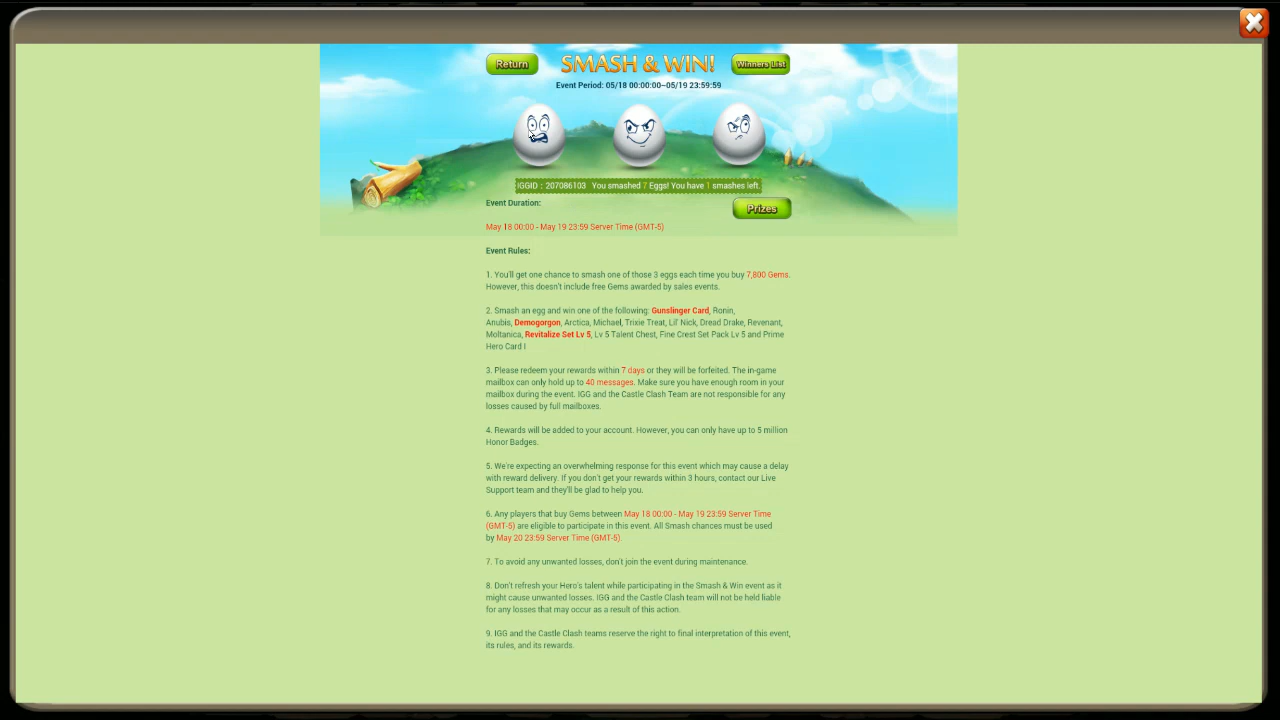 Return
SMASH & WIN!
Winners List
Event Period: 05/18 00:00:00~05/19 23:59:59
IGGID : 207086103 You smashed 7 Eggs! You have 1 smashes left.
Event Duration:
Prizes
May 18 00:00 - May 19 23:59 Server Time (GMT-5)
Event Rules:
1. You'll get one chance to smash one of those 3 eggs each time you buy 7,800 Gems.
However, this doesn't include free Gems awarded by sales events.
2. Smash an egg and win one of the following: Gunslinger Card, Ronin,
Anubis, Demogorgon, Arctica, Michael, Trixie Treat, Lil' Nick, Dread Drake, Revenant,
Moltanica, Revitalize Set Lv 5, Lv 5 Talent Chest, Fine Crest Set Pack Lv 5 and Prime
Hero Card I
3. Please redeem your rewards within 7 days or they will be forfeited. The in-game
mailbox can only hold up to 40 messages. Make sure you have enough room in your
mailbox during the event. IGG and the Castle Clash Team are not responsible for any
losses caused by full mailboxes.
4. Rewards will be added to your account. However, you can only have up to 5 million
Honor Badges.
5. We're expecting an overwhelming response for this event which may cause a delay
with reward delivery. If you don't get your rewards within 3 hours, contact our Live
Support team and they'll be glad to help you.
6. Any players that buy Gems between May 18 00:00 - May 19 23:59 Server Time
(GMT-5) are eligible to participate in this event. All Smash chances must be used
by May 20 23:59 Server Time (GMT-5).
7. To avoid any unwanted losses, don't join the event during maintenance.
8. Don't refresh your Hero's talent while participating in the Smash & Win event as it
might cause unwanted losses. IGG and the Castle Clash team will not be held liable
for any losses that may occur as a result of this action.
9. IGG and the Castle Clash teams reserve the right to final interpretation of this event,
its rules, and its rewards.